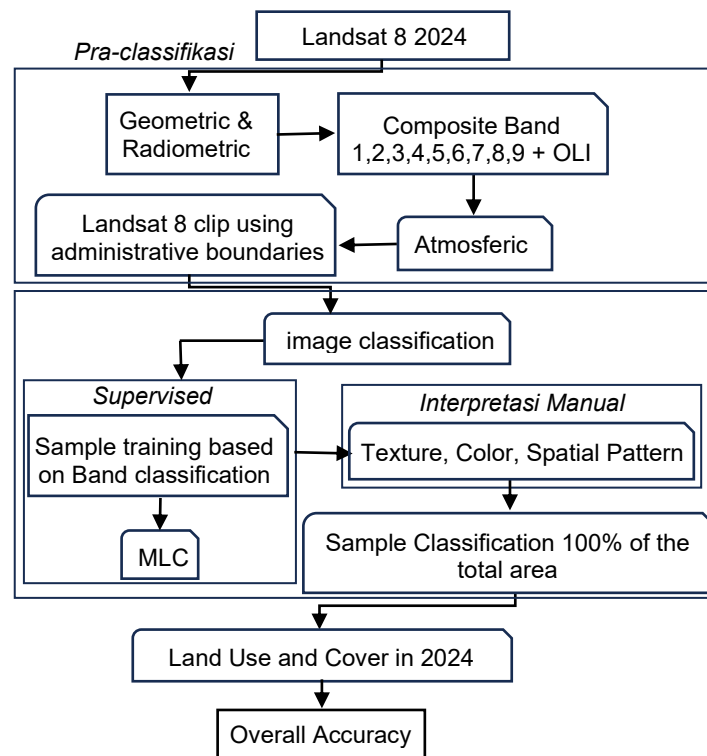 Landsat 8 2024
Pra-classifikasi
Geometric &
Radiometric
Composite Band
1,2,3,4,5,6,7,8,9 + OLI
Landsat 8 clip using
administrative boundaries
Atmosferic
image classification
Supervised
Sample training based
on Band classification
MLC
Interpretasi Manual
Texture, Color, Spatial Pattern
Sample Classification 100% of the
total area
Land Use and Cover in 2024
Overall Accuracy